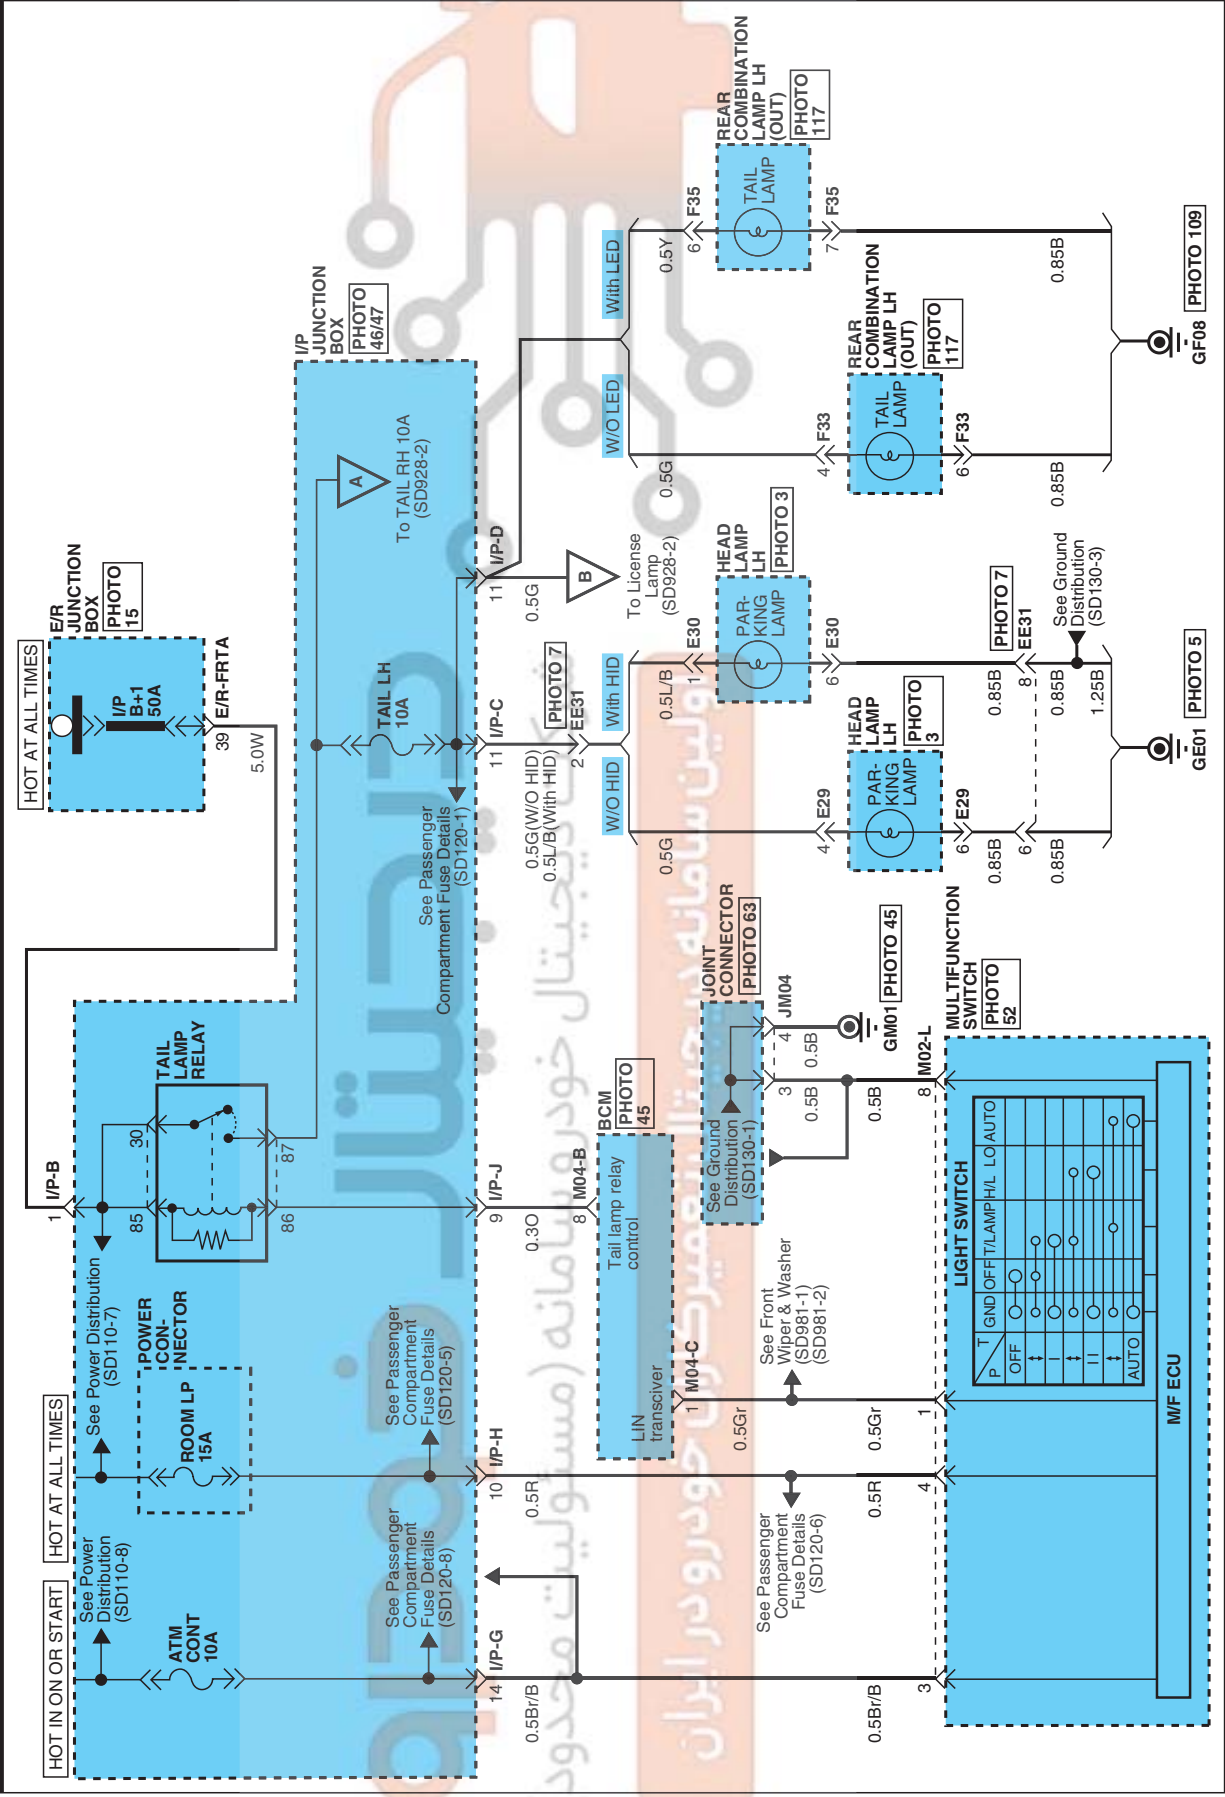 HOT IN ON OR START
HOT AT ALL TIMES
HOT AT ALL TIMES
See Power
Distribution
(SD110-8)
See Power Distribution
(SD110-7)
1
I/P-B
E/R
JUNCTION
BOX
PHOTO
15
I/P
B+1
50A
39
E/R-FRTA
5.0W
ATM
CONT
10A
POWER
CON-
NECTOR
ROOM LP
15A
TAIL
LAMP
RELAY
85
30
86
87
I/P
JUNCTION
BOX
PHOTO
46/47
A
To TAIL RH 10A
(SD928-2)
TAIL LH
10A
See Passenger
Compartment
Fuse Details
(SD120-8)
See Passenger
Compartment
Fuse Details
(SD120-5)
See Passenger
Compartment Fuse Details
(SD120-1)
14
I/P-G
10
I/P-H
9
I/P-J
11
I/P-C
11
I/P-D
0.5Br/B
0.5R
0.3O
0.5G(W/O HID)
0.5L/B(With HID)
0.5G
PHOTO 7
2
EE31
B
To License
Lamp
(SD928-2)
8
M04-B
BCM
PHOTO
45
Tail lamp relay
control
LIN
transciver
1
M04-C
W/O HID
With HID
W/O LED
With LED
0.5G
0.5L/B
0.5G
0.5Y
1
E30
6
F35
HEAD
LAMP
LH
PHOTO 3
PAR-
KING
LAMP
6
E30
REAR
COMBINATION
LAMP LH
(OUT)
PHOTO
117
TAIL
LAMP
7
F35
JOINT
CONNECTOR
PHOTO 63
See Ground
Distribution
(SD130-1)
3
4
JM04
0.5B
0.5B
GM01
PHOTO 45
0.5Gr
See Front
Wiper & Washer
(SD981-1)
(SD981-2)
See Passenger
Compartment
Fuse Details
(SD120-6)
4
E29
HEAD
LAMP
LH
PHOTO
3
PAR-
KING
LAMP
6
E29
4
F33
REAR
COMBINATION
LAMP LH
(OUT)
PHOTO
117
TAIL
LAMP
6
F33
0.5Br/B
0.5R
0.5Gr
0.5B
3
4
1
8
M02-L
0.85B
0.85B
PHOTO 7
6
8
EE31
0.85B
0.85B
See Ground
Distribution
(SD130-3)
1.25B
0.85B
0.85B
GE01
PHOTO 5
GF08
PHOTO 109
MULTIFUNCTION
SWITCH
PHOTO
52
LIGHT SWITCH
P
T
GND
OFF
T/LAMP
H/L LO
AUTO
OFF
I
II
AUTO
M/F ECU
دیجیتال خودرو سامانه (مسئولیت محدود
اولین سامانه دیجیتال تعمیرکاران خودرو در ایران